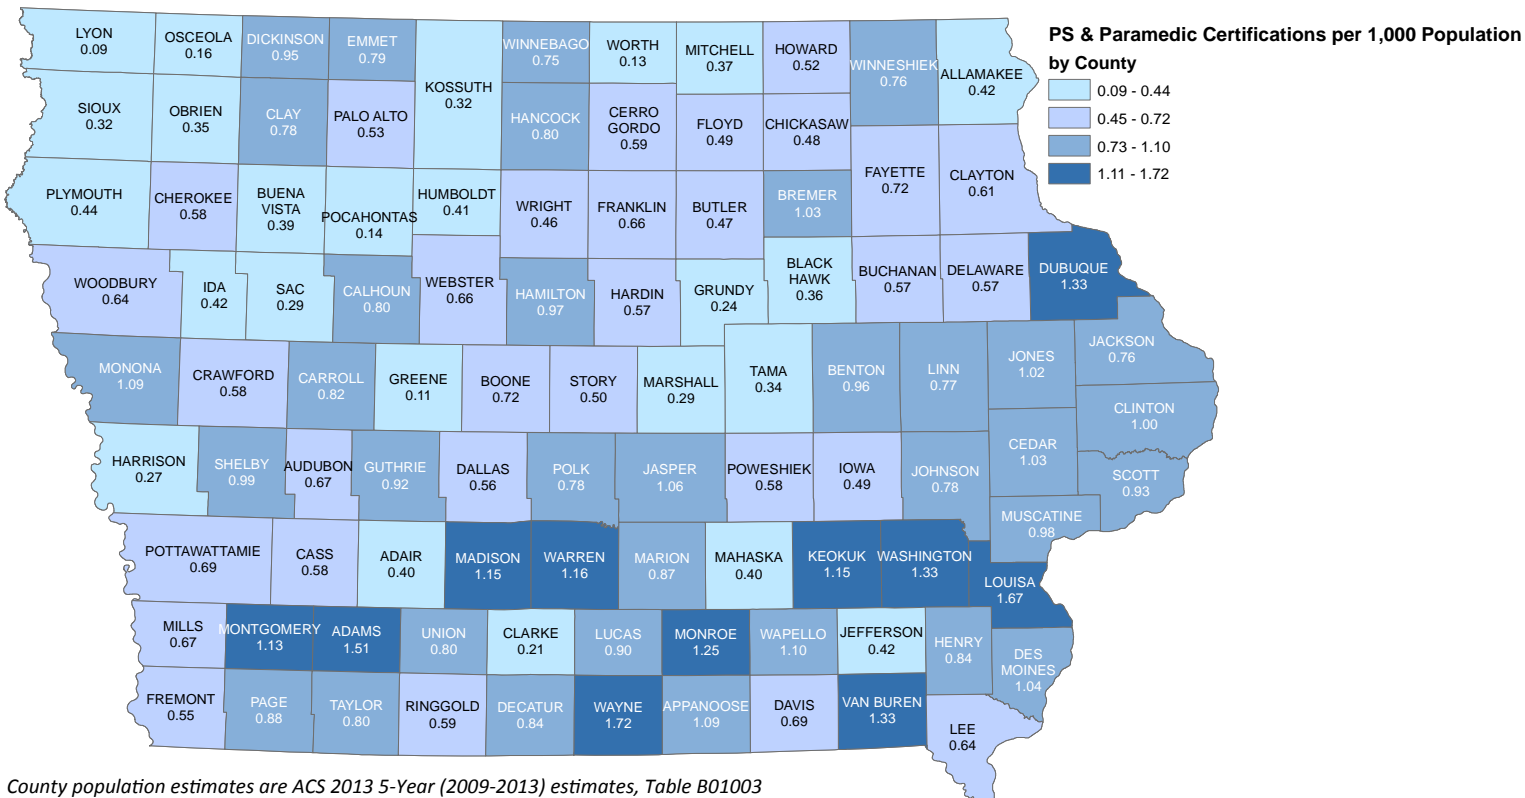 PS & Paramedic Certifications per 1,000 Population
by County
0.09 - 0.44
0.45 - 0.72
0.73 - 1.10
1.11 - 1.72
LYON
0.09
OSCEOLA
0.16
DICKINSON
0.95
EMMET
0.79
KOSSUTH
0.32
WINNEBAGO
0.75
WORTH
0.13
MITCHELL
0.37
HOWARD
0.52
WINNESHIEK
0.76
ALLAMAKEE
0.42
SIOUX
0.32
OBRIEN
0.35
CLAY
0.78
PALO ALTO
0.53
HANCOCK
0.80
CERRO
GORDO
0.59
FLOYD
0.49
CHICKASAW
0.48
FAYETTE
0.72
CLAYTON
0.61
PLYMOUTH
0.44
CHEROKEE
0.58
BUENA
VISTA
0.39
POCAHONTAS
0.14
HUMBOLDT
0.41
WRIGHT
0.46
FRANKLIN
0.66
BUTLER
0.47
BREMER
1.03
WOODBURY
0.64
IDA
0.42
SAC
0.29
CALHOUN
0.80
WEBSTER
0.66
HAMILTON
0.97
HARDIN
0.57
GRUNDY
0.24
BLACK
HAWK
0.36
BUCHANAN
0.57
DELAWARE
0.57
DUBUQUE
1.33
MONONA
1.09
CRAWFORD
0.58
CARROLL
0.82
GREENE
0.11
BOONE
0.72
STORY
0.50
MARSHALL
0.29
TAMA
0.34
BENTON
0.96
LINN
0.77
JONES
1.02
JACKSON
0.76
CLINTON
1.00
HARRISON
0.27
SHELBY
0.99
AUDUBON
0.67
GUTHRIE
0.92
DALLAS
0.56
POLK
0.78
JASPER
1.06
POWESHIEK
0.58
IOWA
0.49
JOHNSON
0.78
CEDAR
1.03
SCOTT
0.93
MUSCATINE
0.98
POTTAWATTAMIE
0.69
CASS
0.58
ADAIR
0.40
MADISON
1.15
WARREN
1.16
MARION
0.87
MAHASKA
0.40
KEOKUK
1.15
WASHINGTON
1.33
LOUISA
1.67
MILLS
0.67
MONTGOMERY
1.13
ADAMS
1.51
UNION
0.80
CLARKE
0.21
LUCAS
0.90
MONROE
1.25
WAPELLO
1.10
JEFFERSON
0.42
HENRY
0.84
DES
MOINES
1.04
FREMONT
0.55
PAGE
0.88
TAYLOR
0.80
RINGGOLD
0.59
DECATUR
0.84
WAYNE
1.72
APPANOOSE
1.09
DAVIS
0.69
VAN BUREN
1.33
LEE
0.64
County population estimates are ACS 2013 5-Year (2009-2013) estimates, Table B01003